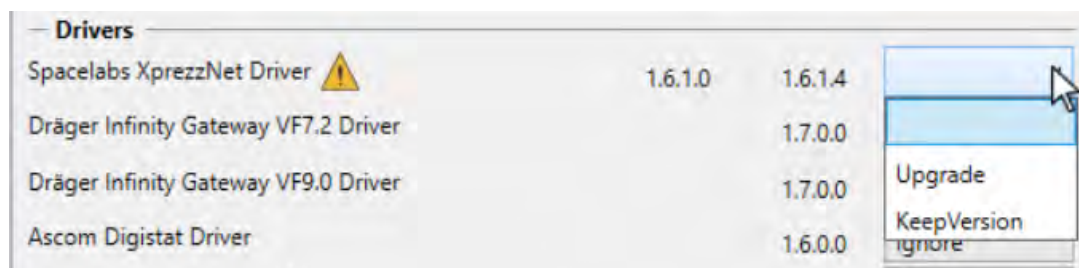 Drivers
Spacelabs XprezzNet Driver 1.6.1.0 1.6.1.4
Dräger Infinity Gateway VF7.2 Driver 1.7.0.0
Dräger Infinity Gateway VF9.0 Driver 1.7.0.0 Upgrade
KeepVersion
Ascom Digistat Driver 1.6.0.0 Ignore